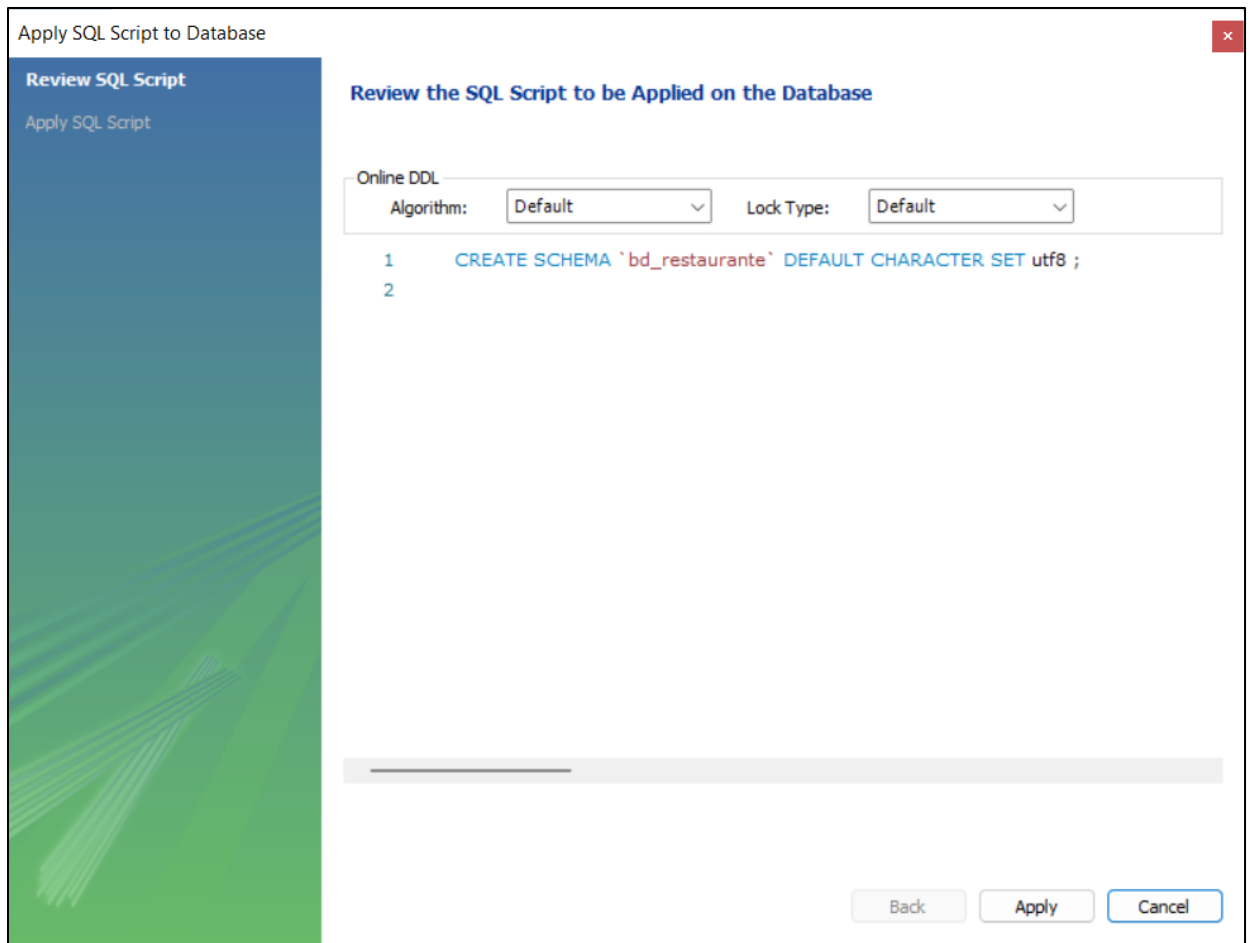 Apply SQL Script to Database
Review SQL Script
Apply SQL Script
Review the SQL Script to be Applied on the Database
Online DDL
Algorithm: Default Lock Type: Default
1 CREATE SCHEMA `bd_restaurante` DEFAULT CHARACTER SET utf8 ;
2
Back Apply Cancel